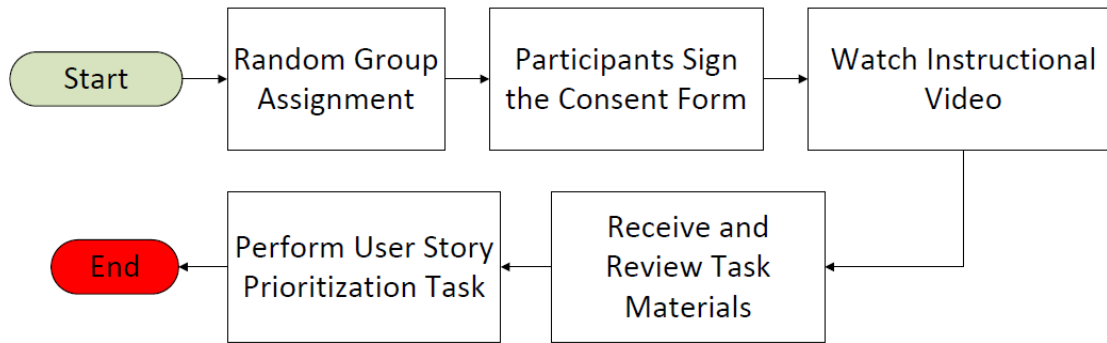 Start
Random Group
Assignment
Participants Sign
the Consent Form
Watch Instructional
Video
Receive and
Review Task
Materials
Perform User Story
Prioritization Task
End